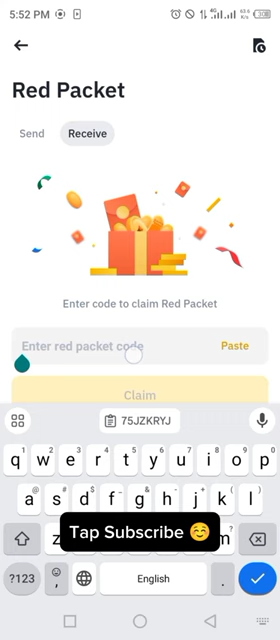 5:52 PM
Red Packet
Send
Receive
Enter code to claim Red Packet
Enter red packet code
Paste
Claim
75JZKRYJ
q w e r t y u i o p
a s d f g h j k l
@ # $ - & - + ( )
z m
Tap Subscribe ☺️
?123
,
English
.